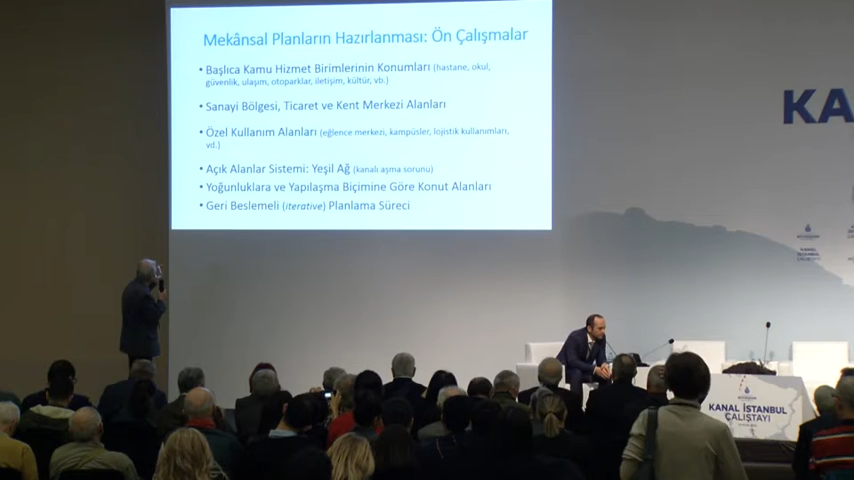 Mekânsal Planların Hazırlanması: Ön Çalışmalar
• Başlıca Kamu Hizmet Birimlerinin Konumları (hastane, okul,
güvenlik, ulaşım, otoparklar, iletişim, kültür, vb.)
• Sanayi Bölgesi, Ticaret ve Kent Merkezi Alanları
• Özel Kullanım Alanları (eğlence merkezi, kampüsler, lojistik kullanımları,
vd.)
• Açık Alanlar Sistemi: Yeşil Ağ (kanalı aşma sorunu)
• Yoğunluklara ve Yapılaşma Biçimine Göre Konut Alanları
• Geri Beslemeli (iterative) Planlama Süreci
KA
KANAL
İSTANBUL
ÇALIŞTAYI
KANAL İSTANBUL
ÇALIŞTAYI